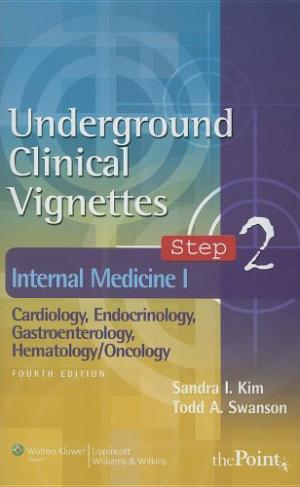 Underground
Clinical
Vignettes
Step 2
Internal Medicine I
Cardiology, Endocrinology,
Gastroenterology,
Hematology/Oncology
FOURTH EDITION
Sandra I. Kim
Todd A. Swanson
Wolters Kluwer
Lippincott
Williams & Wilkins
thePoint